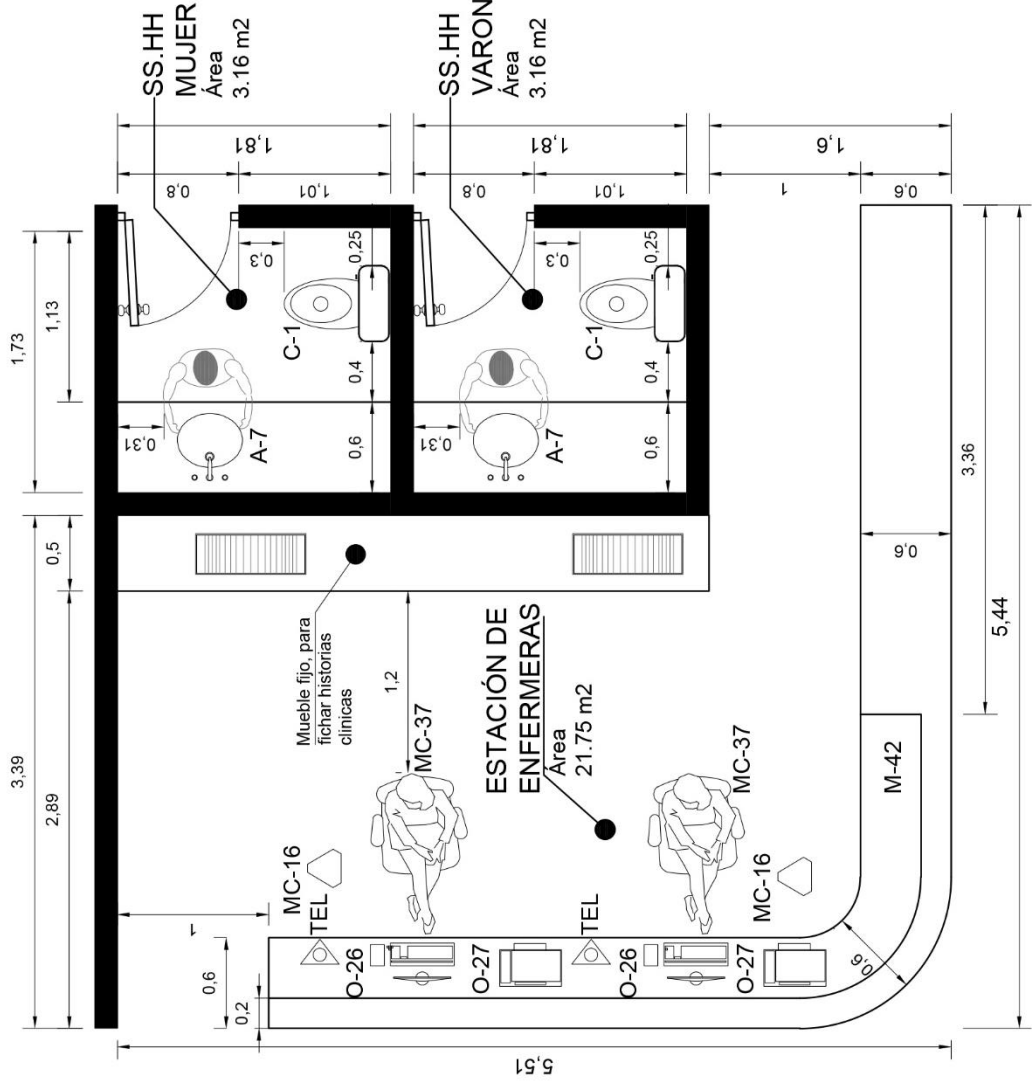 3,39
1,73
2,89
0,5
1,13
SS.HH
MUJER
Área
3.16 m2
0,8
1,01
1,81
0,31
A-7
C-1
0,3
0,25
0,4
0,6
SS.HH
VARON
Área
3.16 m2
0,8
1,01
1,81
0,31
A-7
C-1
0,3
0,25
0,4
0,6
Mueble fijo, para
fichar historias
clinicas
1,2
ESTACIÓN DE
ENFERMERAS
Área
21.75 m2
MC-16
MC-37
TEL
O-26
O-27
MC-37
MC-16
TEL
O-26
O-27
1
0,6
0,2
0,6
M-42
0,6
1
0,6
1,6
3,36
5,44
5,51